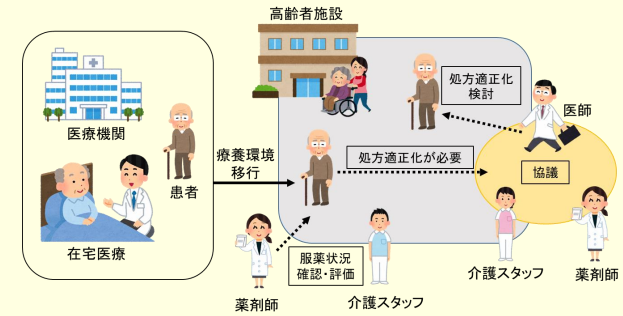 高齢者施設
医療機関
患者
在宅医療
療養環境
移行
処方適正化
検討
医師
処方適正化が必要
協議
服薬状況
確認・評価
薬剤師
介護スタッフ
介護スタッフ
薬剤師